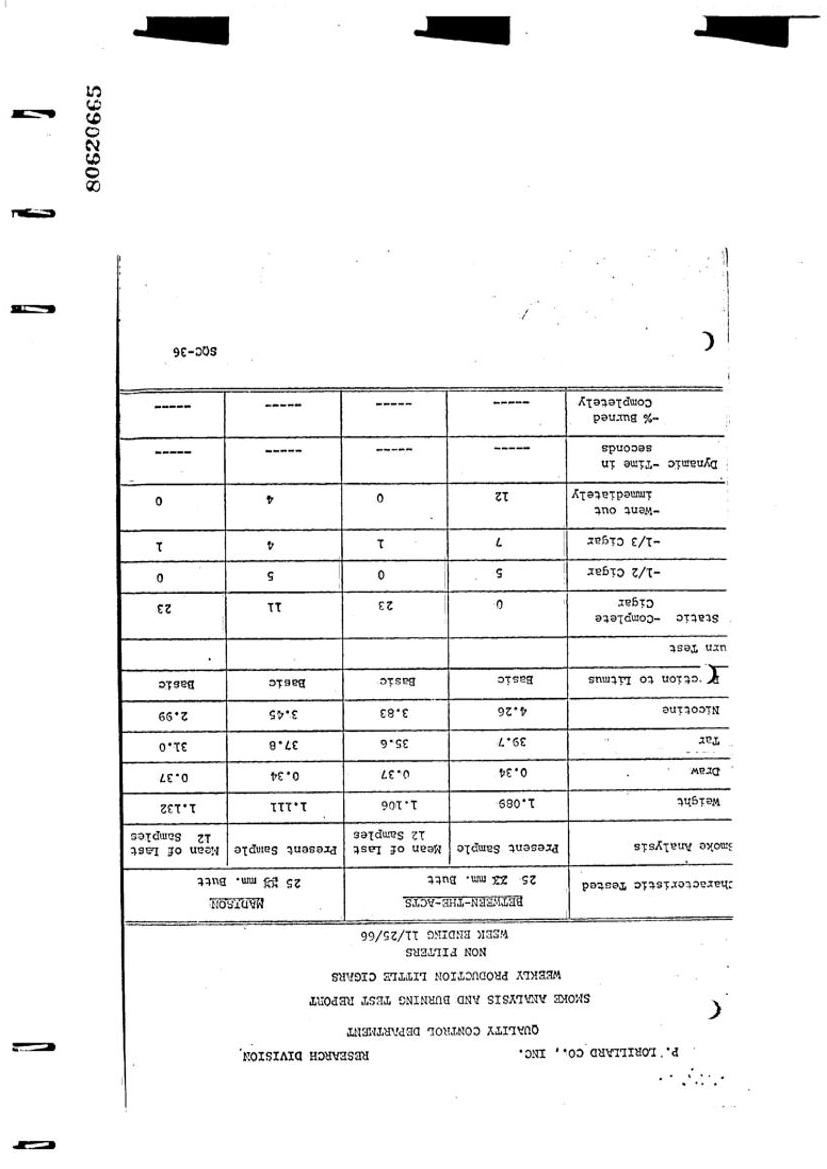 P. LORILLARD CO., INC. RESEARCH DIVISION
QUALITY CONTROL DEPARTMENT
SMOKE ANALYSIS AND BURNING TEST REPORT
WEEKLY PRODUCTION LITTLE CIGARS
NON FILTERS
WEEK ENDING 11/25/66
BETWEEN-THE-ACTS MADISON
Characteristic Tested 25 mm. Butt 25 mm. Butt
Smoke Analysis Present Sample Mean of Last 12 Samples Present Sample Mean of Last 12 Samples
Weight 1.089 1.106 1.111 1.132
Draw 0.34 0.37 0.34 0.37
Tar 39.7 35.6 37.8 31.0
Nicotine 4.26 3.83 3.45 2.99
ction to Litmus Basic Basic Basic Basic
urn Test
Static -Complete Cigar 0 23 11 23
-1/2 Cigar 5 0 5 0
-1/3 Cigar 7 1 4 1
-Went out immediately 12 0 4 0
Dynamic -Time in seconds ----- ----- ----- -----
-% Burned Completely ----- ----- ----- -----
SQC-36
80620665